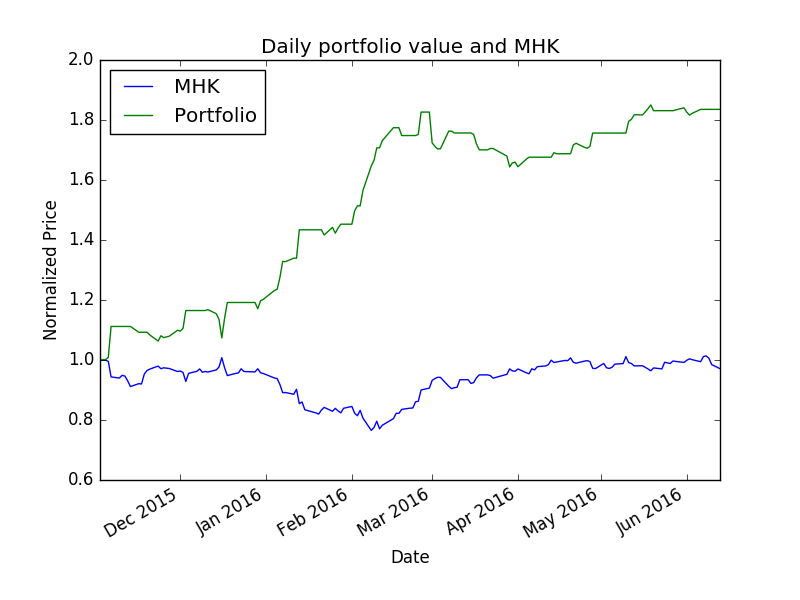 Daily portfolio value and MHK
2.0
1.8
1.6
1.4
1.2
1.0
0.8
0.6
MHK
Portfolio
Normalized Price
Dec 2015
Jan 2016
Feb 2016
Mar 2016
Apr 2016
May 2016
Jun 2016
Date